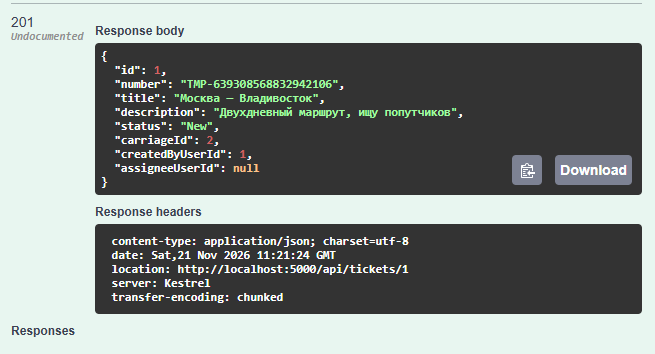 201
Undocumented
Response body
{
  "id": 1,
  "number": "TMP-639308568832942106",
  "title": "Москва — Владивосток",
  "description": "Двухдневный маршрут, ищу попутчиков",
  "status": "New",
  "carriageId": 2,
  "createdByUserId": 1,
  "assigneeUserId": null
}
Download
Response headers
content-type: application/json; charset=utf-8
date: Sat,21 Nov 2026 11:21:24 GMT
location: http://localhost:5000/api/tickets/1
server: Kestrel
transfer-encoding: chunked
Responses